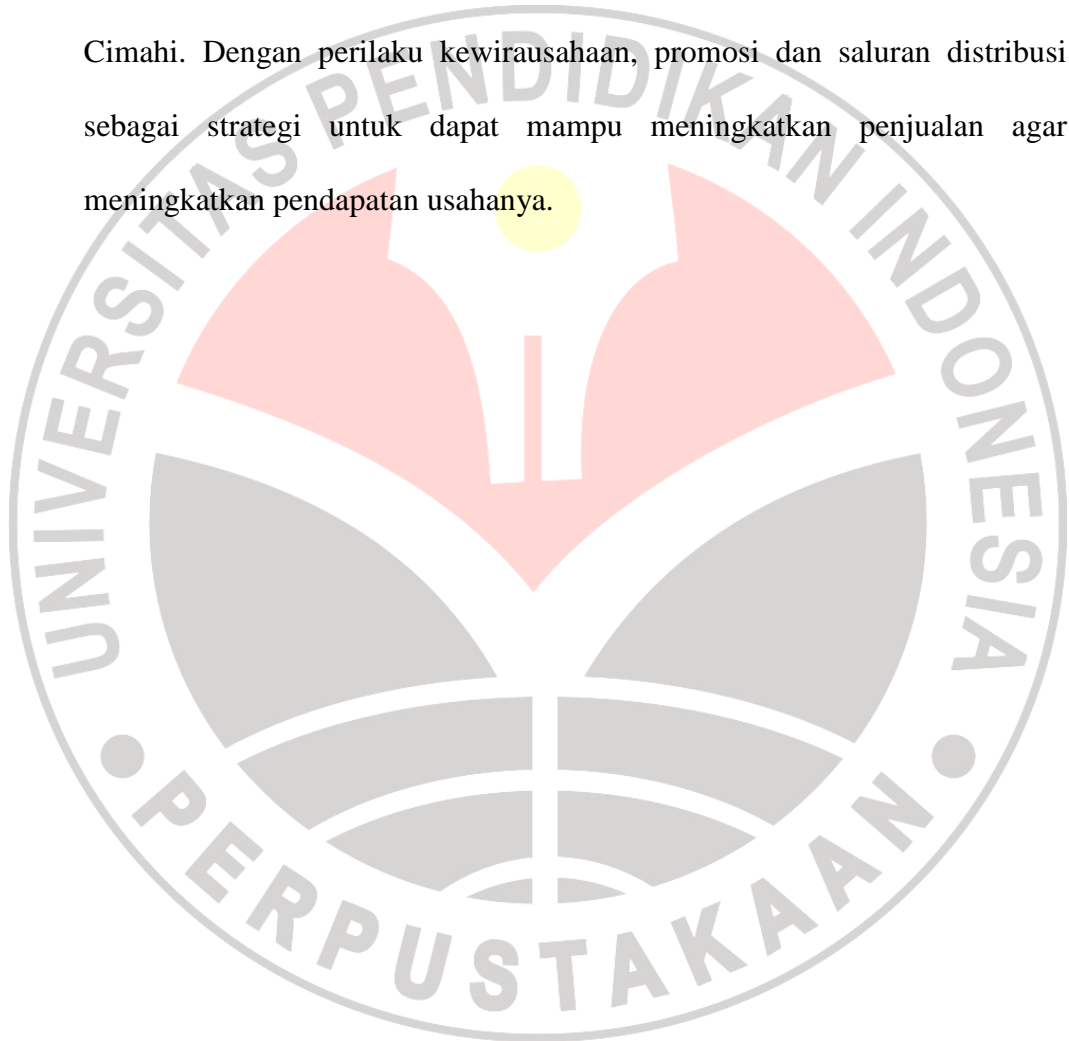 Cimahi. Dengan perilaku kewirausahaan, promosi dan saluran distribusi
sebagai strategi untuk dapat mampu meningkatkan penjualan agar
meningkatkan pendapatan usahanya.
UNIVERSITAS PENDIDIKAN INDONESIA
PERPUSTAKAAN